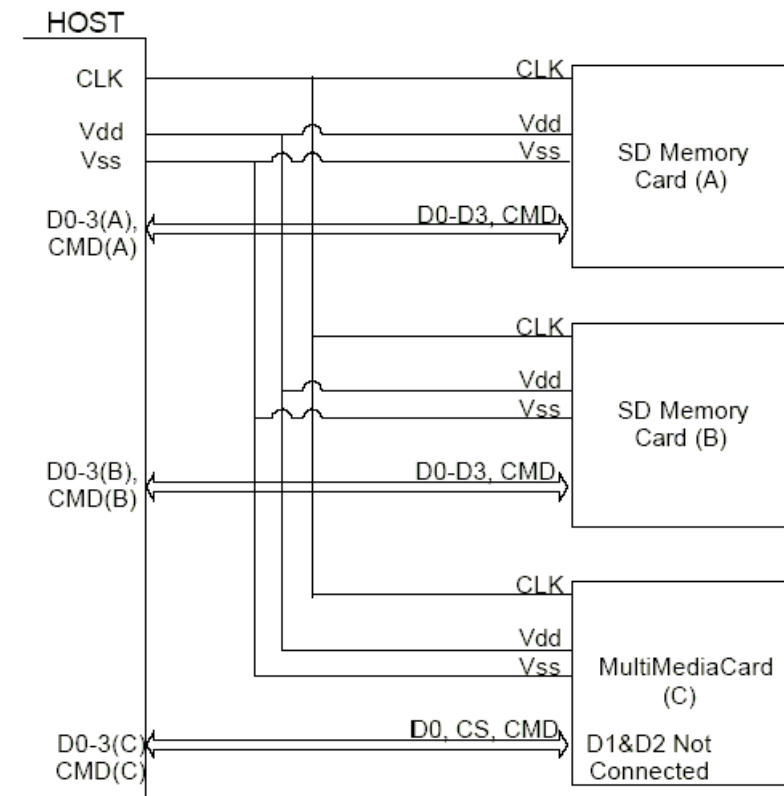 HOST
CLK
CLK
Vdd
Vdd
Vss
Vss
SD Memory
Card (A)
D0-3(A),
CMD(A)
D0-D3, CMD
CLK
Vdd
Vss
SD Memory
Card (B)
D0-3(B),
CMD(B)
D0-D3, CMD
CLK
Vdd
Vss
MultiMediaCard
(C)
D0-3(C)
CMD(C)
D0, CS, CMD
D1&D2 Not
Connected